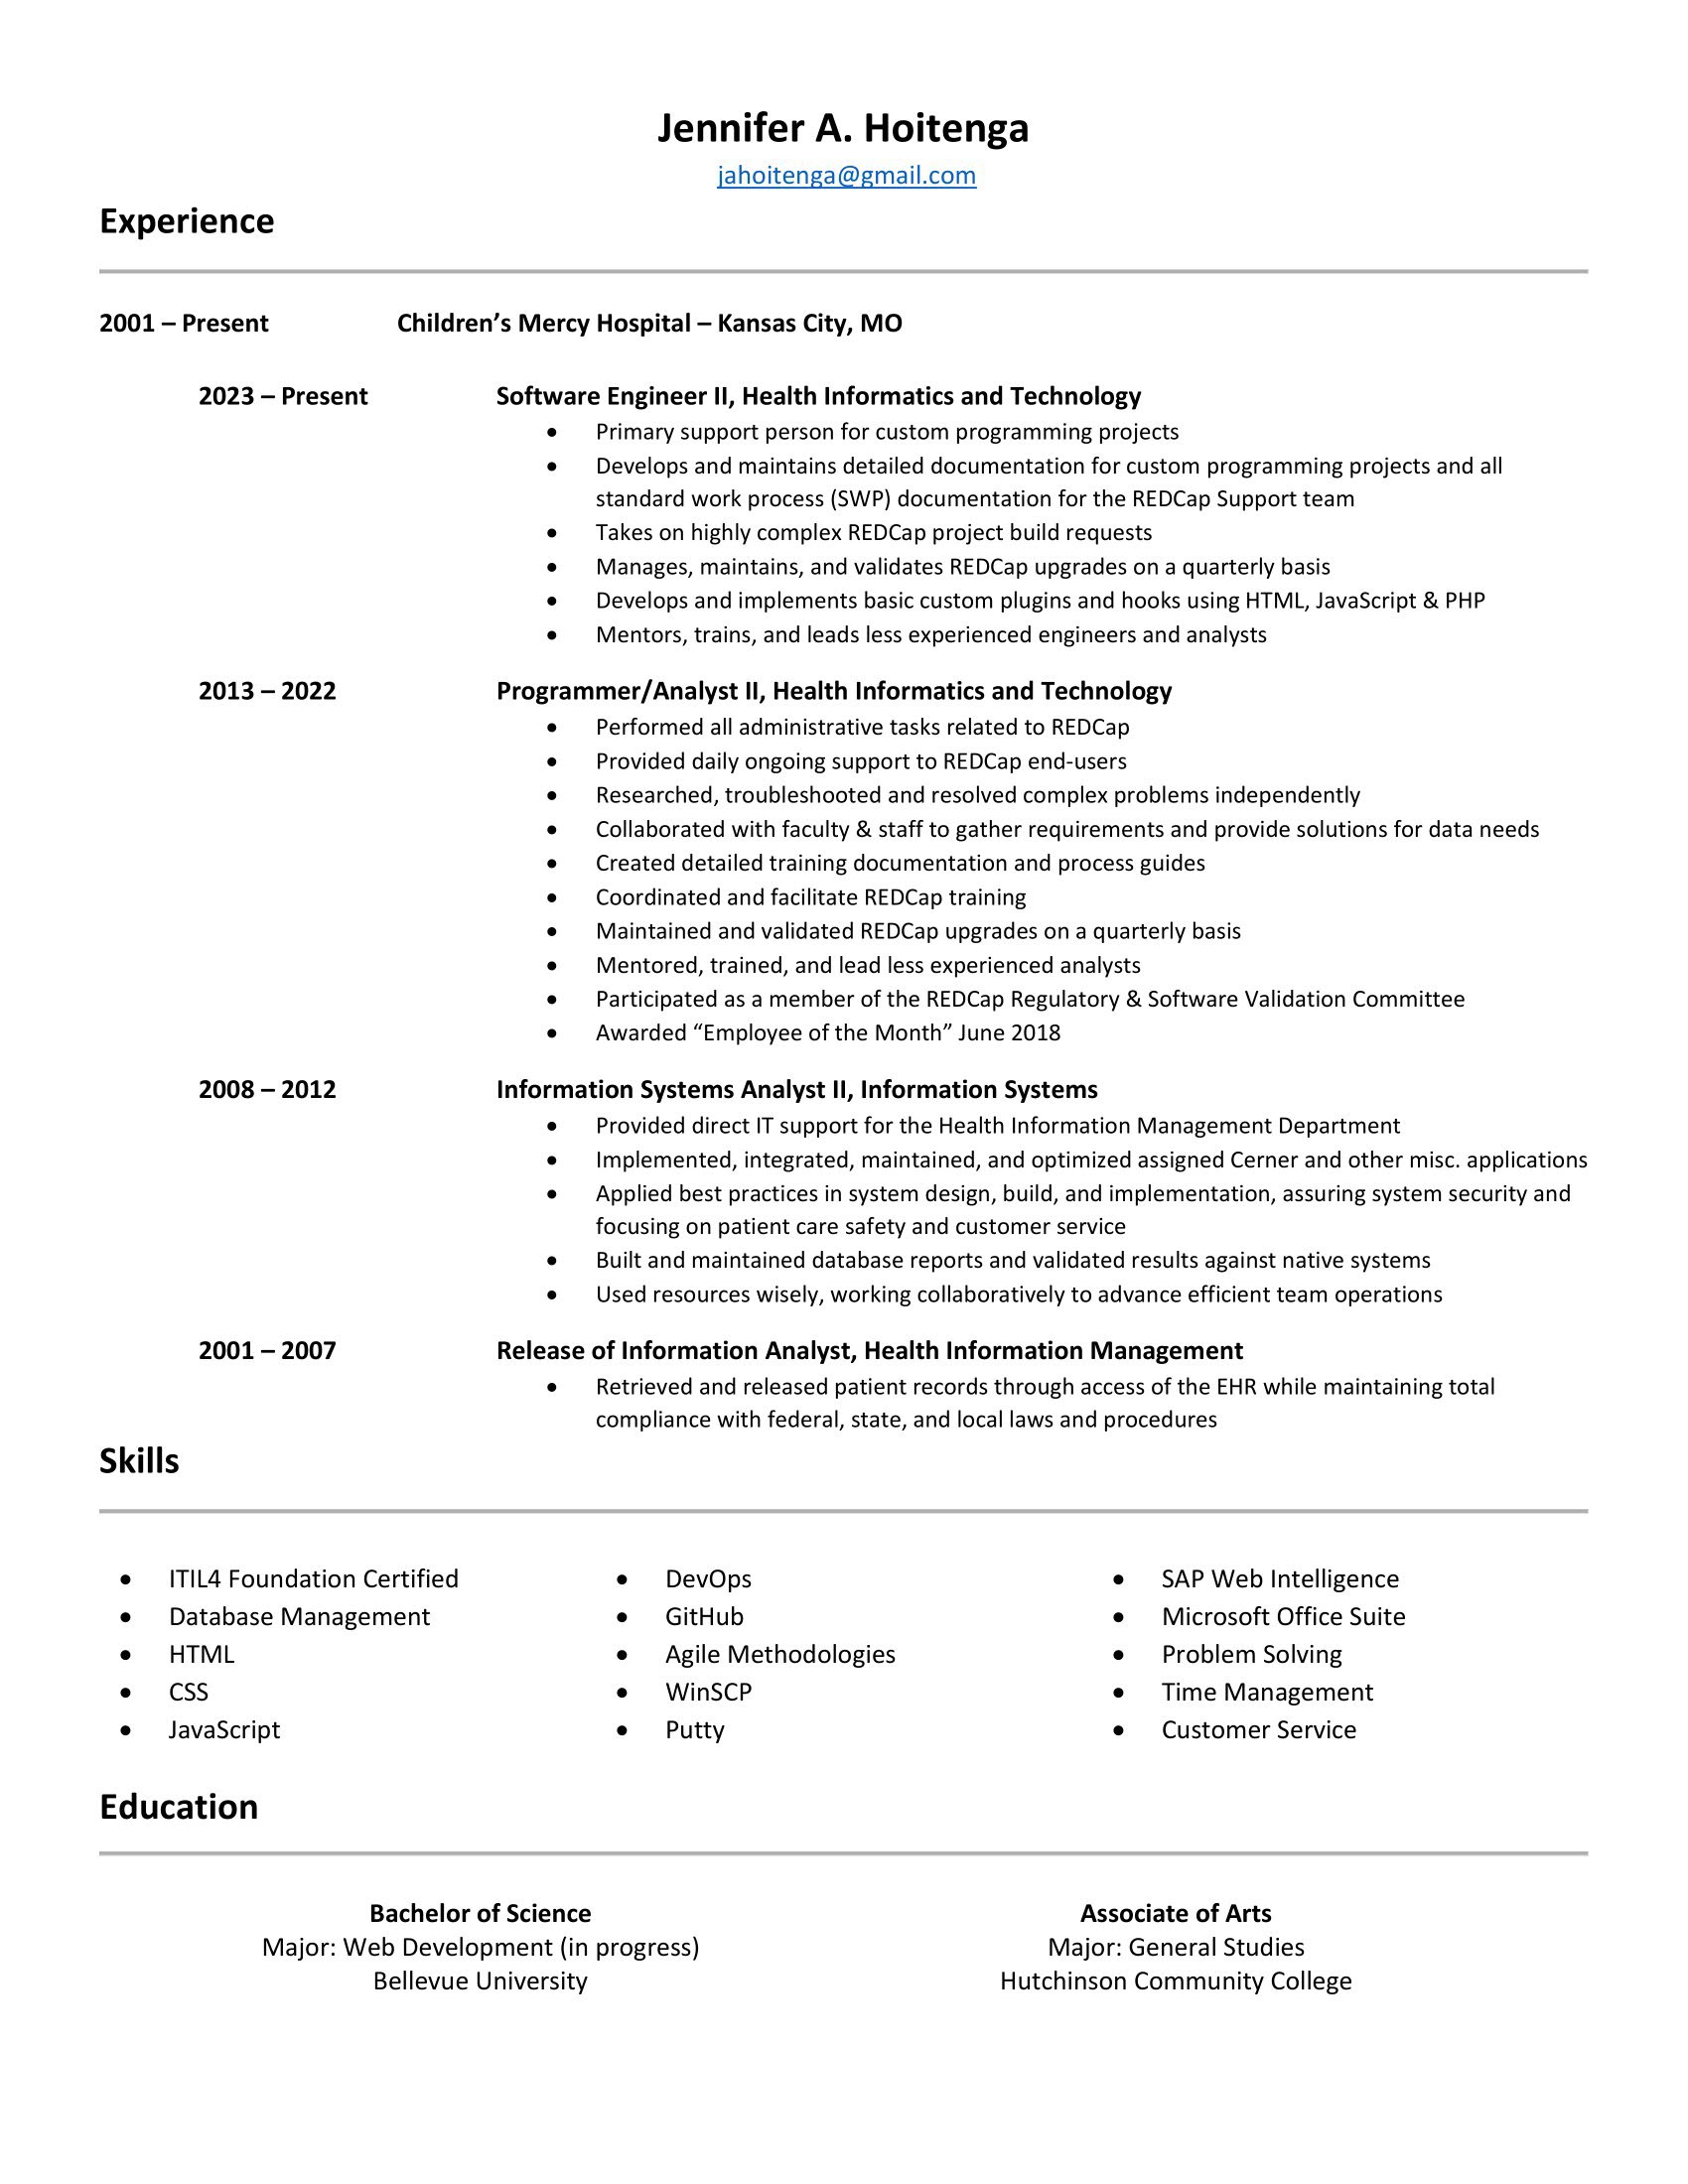 Jennifer A. Hoitenga
jahoitenga@gmail.com
Experience
2001 – Present Children’s Mercy Hospital – Kansas City, MO
2023 – Present Software Engineer II, Health Informatics and Technology
• Primary support person for custom programming projects
• Develops and maintains detailed documentation for custom programming projects and all
standard work process (SWP) documentation for the REDCap Support team
• Takes on highly complex REDCap project build requests
• Manages, maintains, and validates REDCap upgrades on a quarterly basis
• Develops and implements basic custom plugins and hooks using HTML, JavaScript & PHP
• Mentors, trains, and leads less experienced engineers and analysts
2013 – 2022 Programmer/Analyst II, Health Informatics and Technology
• Performed all administrative tasks related to REDCap
• Provided daily ongoing support to REDCap end-users
• Researched, troubleshooted and resolved complex problems independently
• Collaborated with faculty & staff to gather requirements and provide solutions for data needs
• Created detailed training documentation and process guides
• Coordinated and facilitate REDCap training
• Maintained and validated REDCap upgrades on a quarterly basis
• Mentored, trained, and lead less experienced analysts
• Participated as a member of the REDCap Regulatory & Software Validation Committee
• Awarded “Employee of the Month” June 2018
2008 – 2012 Information Systems Analyst II, Information Systems
• Provided direct IT support for the Health Information Management Department
• Implemented, integrated, maintained, and optimized assigned Cerner and other misc. applications
• Applied best practices in system design, build, and implementation, assuring system security and
focusing on patient care safety and customer service
• Built and maintained database reports and validated results against native systems
• Used resources wisely, working collaboratively to advance efficient team operations
2001 – 2007 Release of Information Analyst, Health Information Management
• Retrieved and released patient records through access of the EHR while maintaining total
compliance with federal, state, and local laws and procedures
Skills
• ITIL4 Foundation Certified
• Database Management
• HTML
• CSS
• JavaScript
• DevOps
• GitHub
• Agile Methodologies
• WinSCP
• Putty
• SAP Web Intelligence
• Microsoft Office Suite
• Problem Solving
• Time Management
• Customer Service
Education
Bachelor of Science
Major: Web Development (in progress)
Bellevue University
Associate of Arts
Major: General Studies
Hutchinson Community College